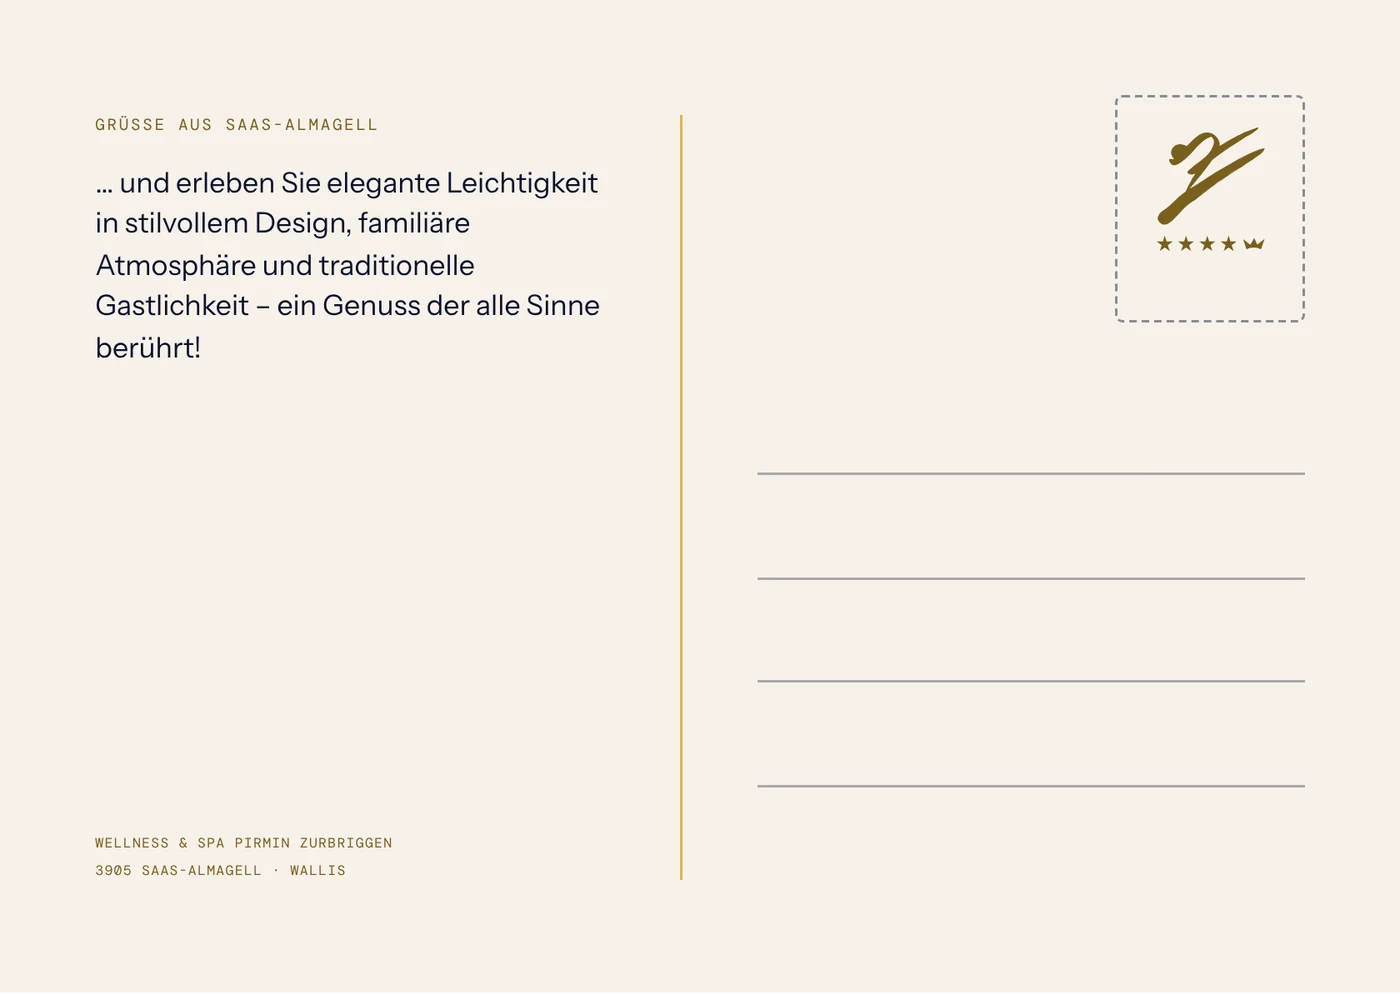 GRÜSSE AUS SAAS-ALMAGELL
… und erleben Sie elegante Leichtigkeit
in stilvollem Design, familiäre
Atmosphäre und traditionelle
Gastlichkeit – ein Genuss der alle Sinne
berührt!
WELLNESS & SPA PIRMIN ZURBRIGGEN
3905 SAAS-ALMAGELL · WALLIS